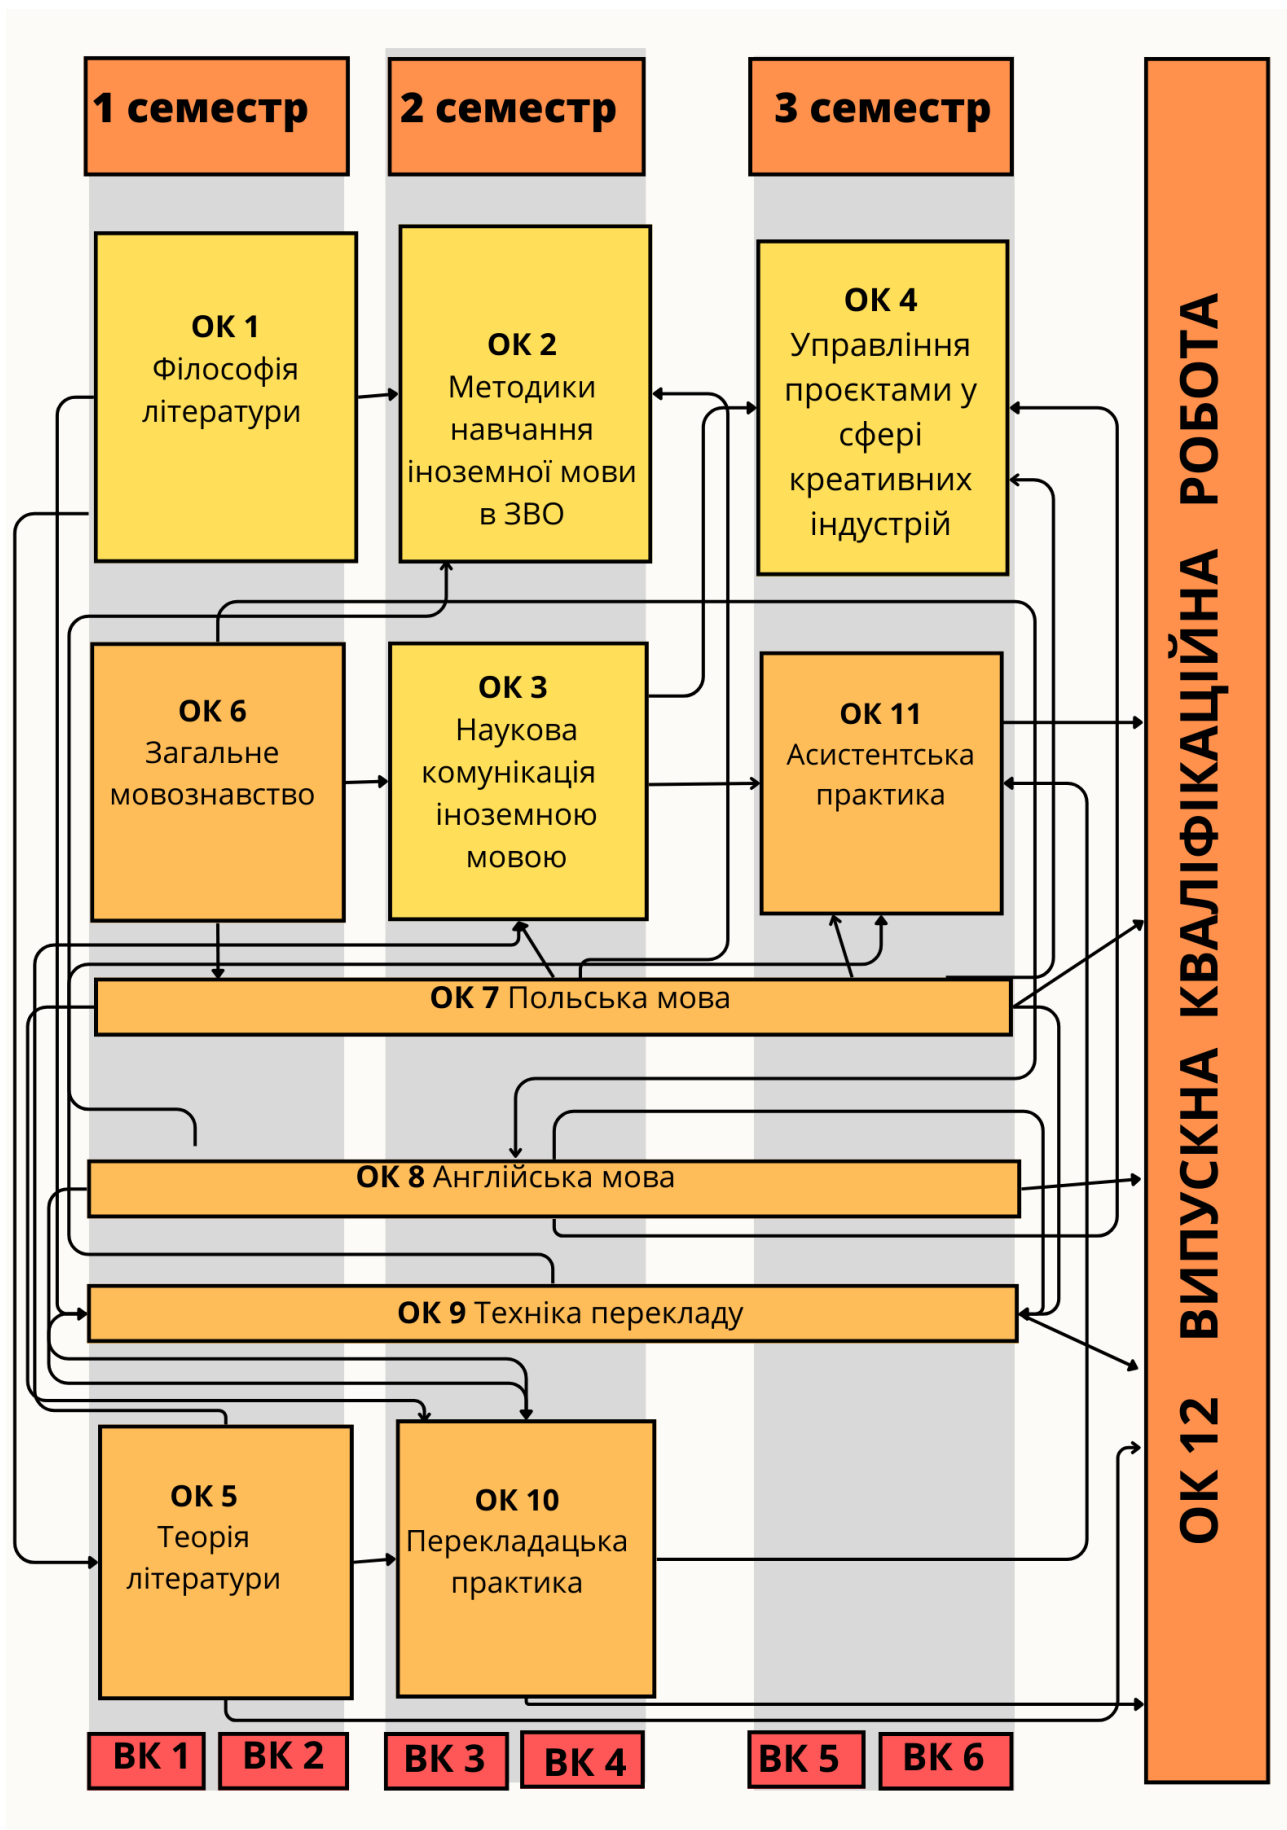 1 семестр
2 семестр
3 семестр
ОК 1
Філософія
літератури
ОК 2
Методики
навчання
іноземної мови
в ЗВО
ОК 4
Управління
проєктами у
сфері
креативних
індустрій
ОК 6
Загальне
мовознавство
ОК 3
Наукова
комунікація
іноземною
мовою
ОК 11
Асистентська
практика
ОК 7 Польська мова
ОК 8 Англійська мова
ОК 9 Техніка перекладу
ОК 5
Теорія
літератури
ОК 10
Перекладацька
практика
ВК 1
ВК 2
ВК 3
ВК 4
ВК 5
ВК 6
ОК 12 ВИПУСКНА КВАЛІФІКАЦІЙНА РОБОТА